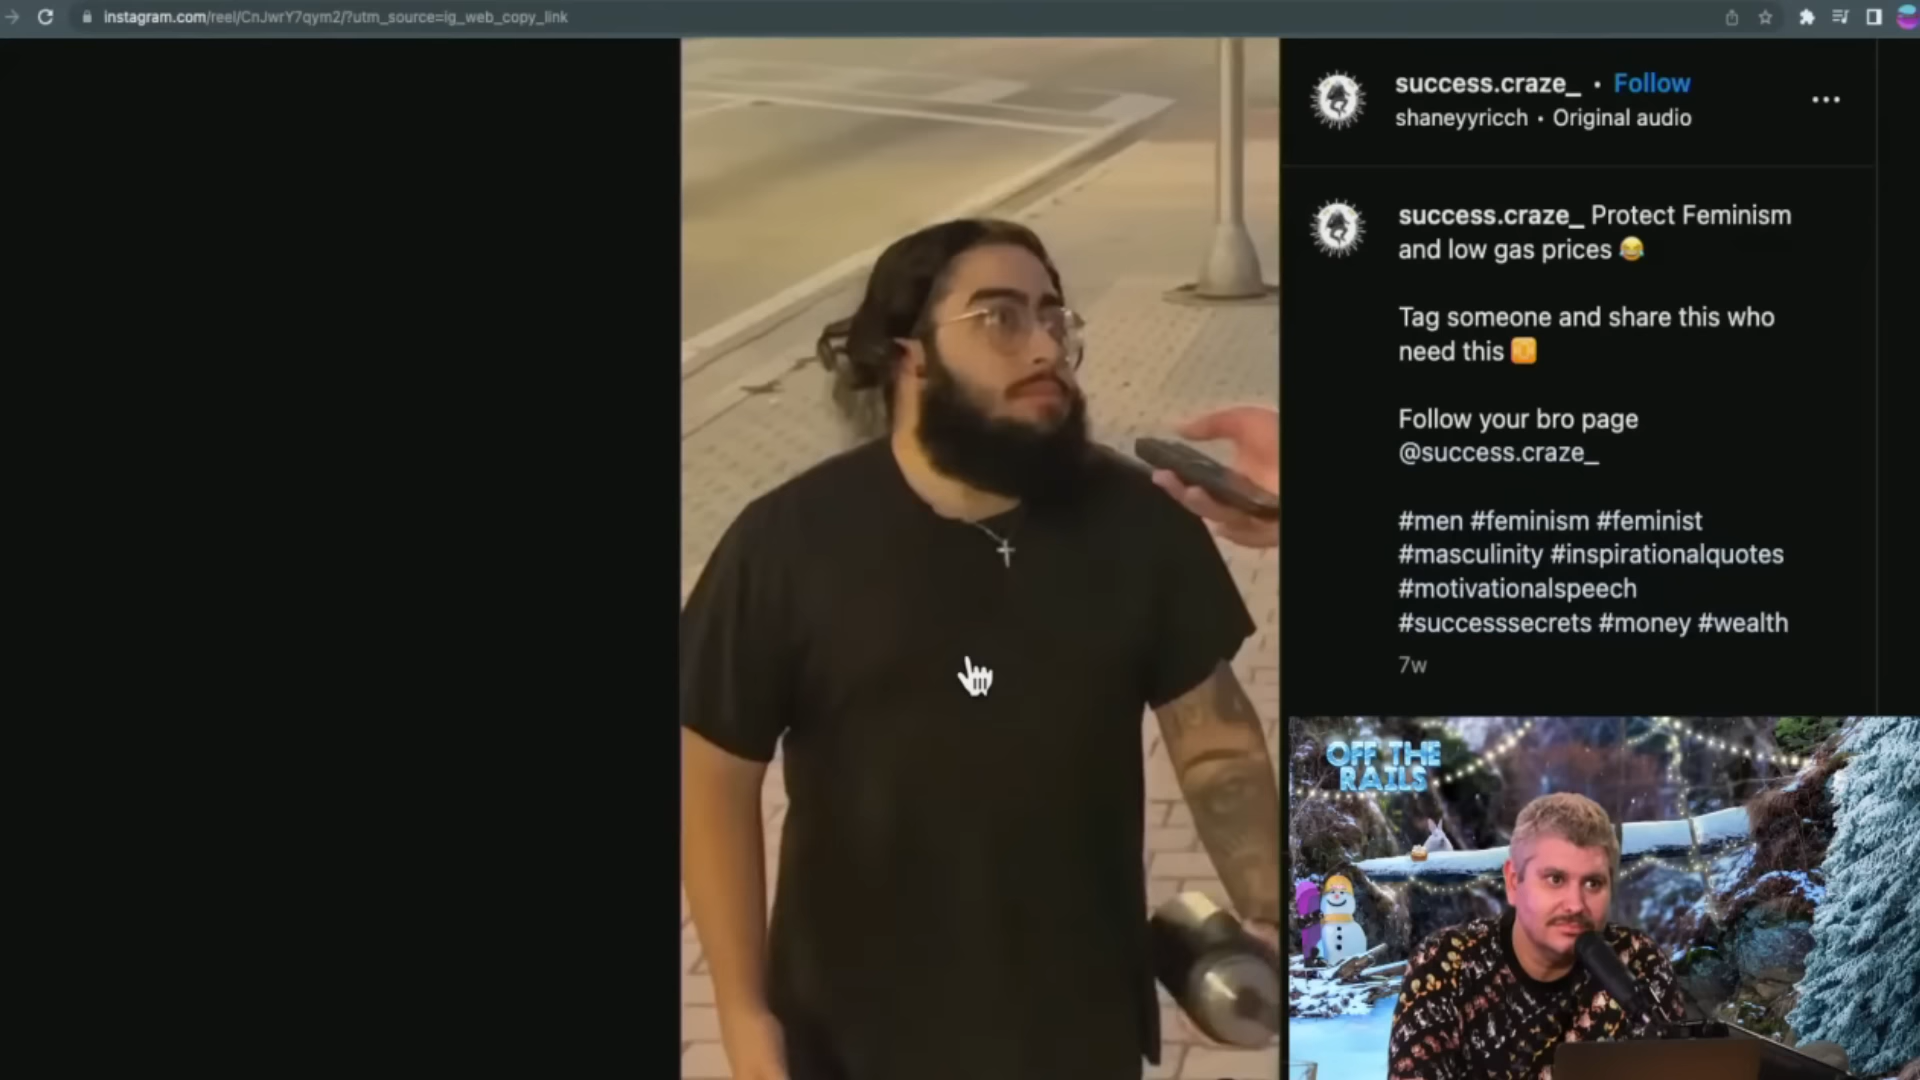 instagram.com/reel/CnJwrY7qym2/?utm_source=ig_web_copy_link
success.craze_ • Follow
shaneyyricch • Original audio
success.craze_ Protect Feminism
and low gas prices 😂
Tag someone and share this who
need this
Follow your bro page
@success.craze_
#men #feminism #feminist
#masculinity #inspirationalquotes
#motivationalspeech
#successsecrets #money #wealth
7w
OFF THE
RAILS